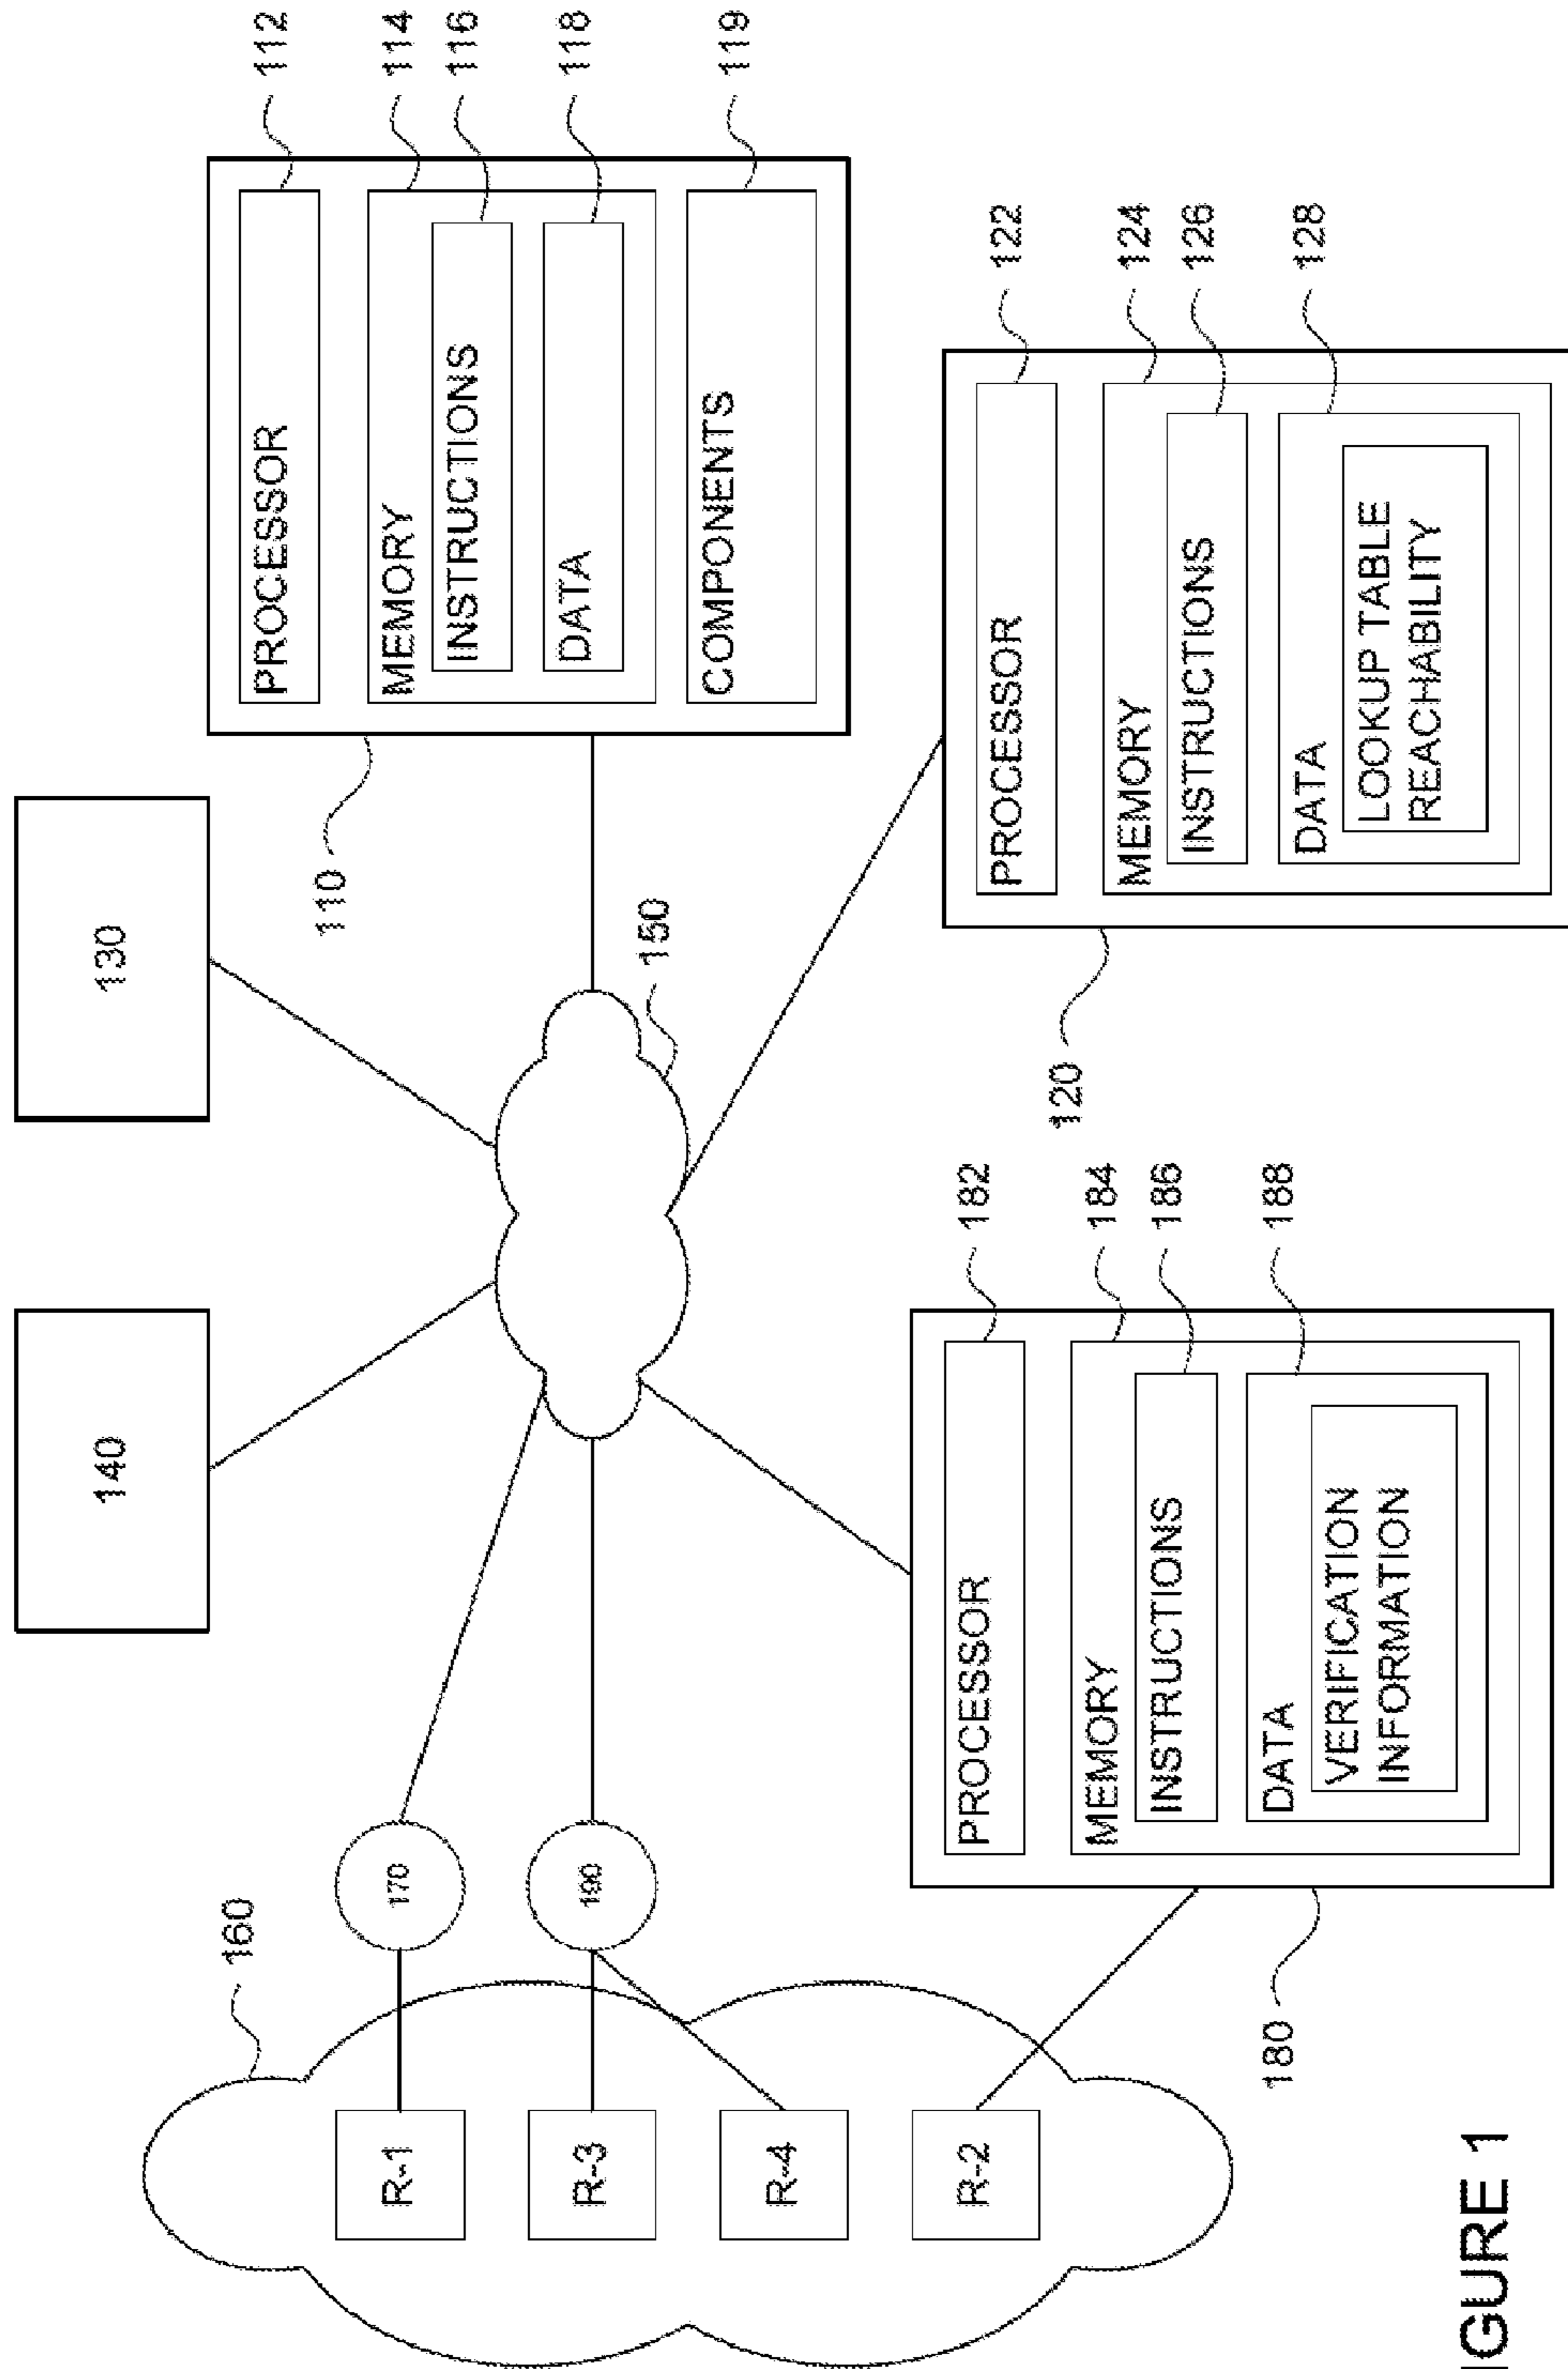 140
130
160
170
190
R-1
R-3
R-4
R-2
150
110
PROCESSOR
MEMORY
INSTRUCTIONS
DATA
COMPONENTS
112
114
116
118
119
180
PROCESSOR
MEMORY
INSTRUCTIONS
DATA
VERIFICATION
INFORMATION
182
184
186
188
120
PROCESSOR
MEMORY
INSTRUCTIONS
DATA
LOOKUP TABLE
REACHABILITY
122
124
126
128
IGURE 1